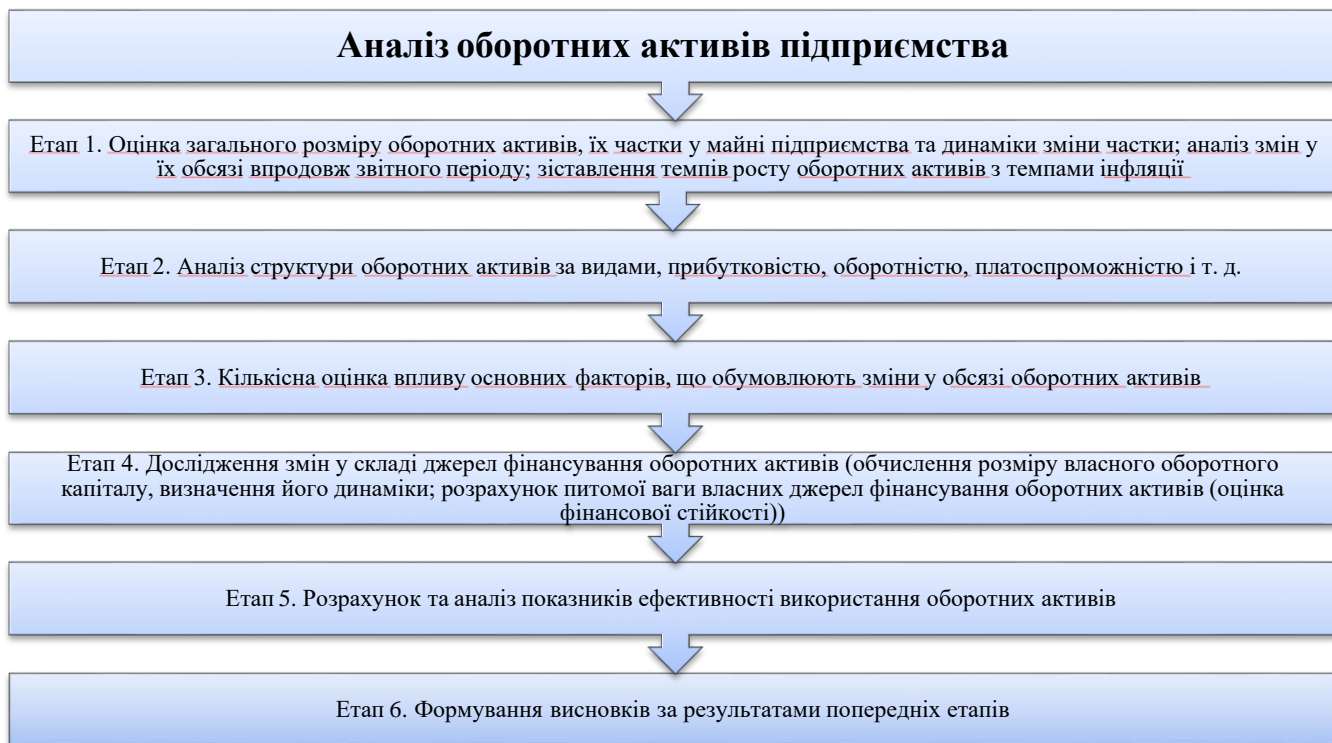 Аналіз оборотних активів підприємства
Етап 1. Оцінка загального розміру оборотних активів, їх частки у майні підприємства та динаміки зміни частки; аналіз змін у
їх обсязі впродовж звітного періоду; зіставлення темпів росту оборотних активів з темпами інфляції
Етап 2. Аналіз структури оборотних активів за видами, прибутковістю, оборотністю, платоспроможністю і т. д.
Етап 3. Кількісна оцінка впливу основних факторів, що обумовлюють зміни у обсязі оборотних активів
Етап 4. Дослідження змін у складі джерел фінансування оборотних активів (обчислення розміру власного оборотного
капіталу, визначення його динаміки; розрахунок питомої ваги власних джерел фінансування оборотних активів (оцінка
фінансової стійкості))
Етап 5. Розрахунок та аналіз показників ефективності використання оборотних активів
Етап 6. Формування висновків за результатами попередніх етапів